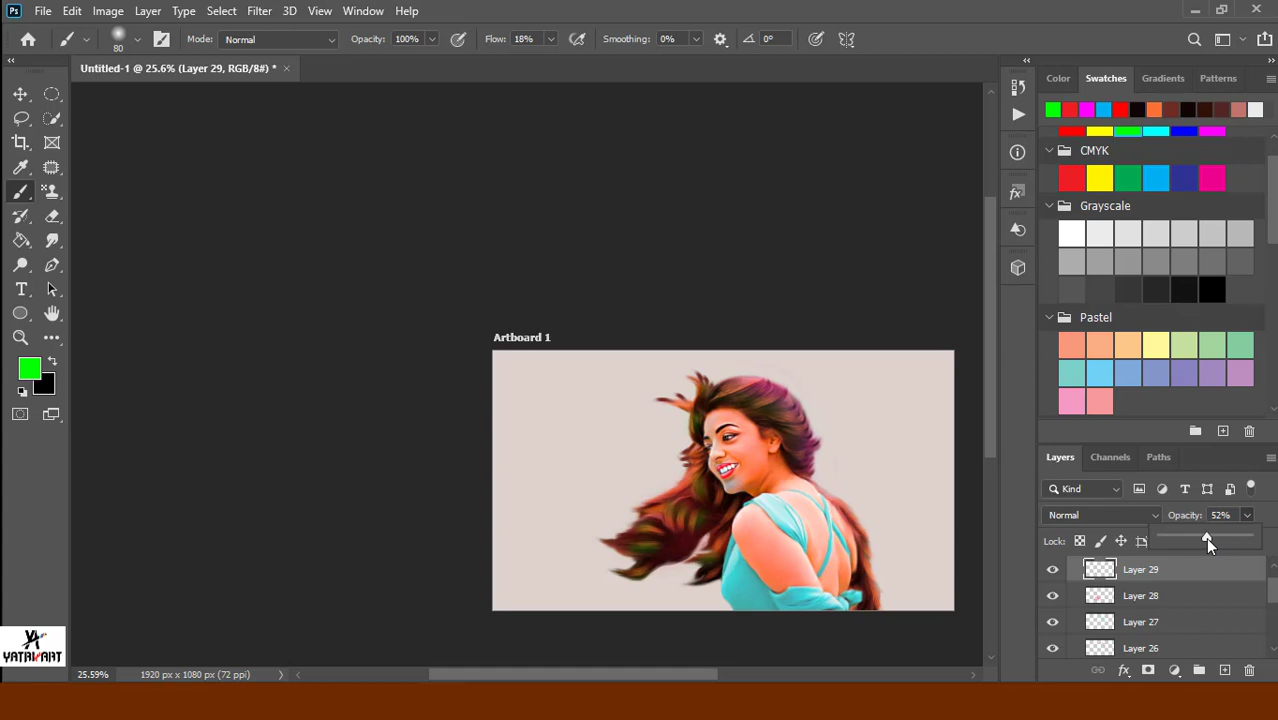 Ps File Edit Image Layer Type Select Filter 3D View Window Help
80 Mode: Normal Opacity: 100% Flow: 18% Smoothing: 0% 0°
Untitled-1 @ 25.6% (Layer 29, RGB/8#) *
Color Swatches Gradients Patterns
CMYK
Grayscale
Pastel
Artboard 1
Layers Channels Paths
Kind
Normal Opacity: 52%
Lock:
Layer 29
Layer 28
Layer 27
Layer 26
YATRIKART
25.59% 1920 px x 1080 px (72 ppi)